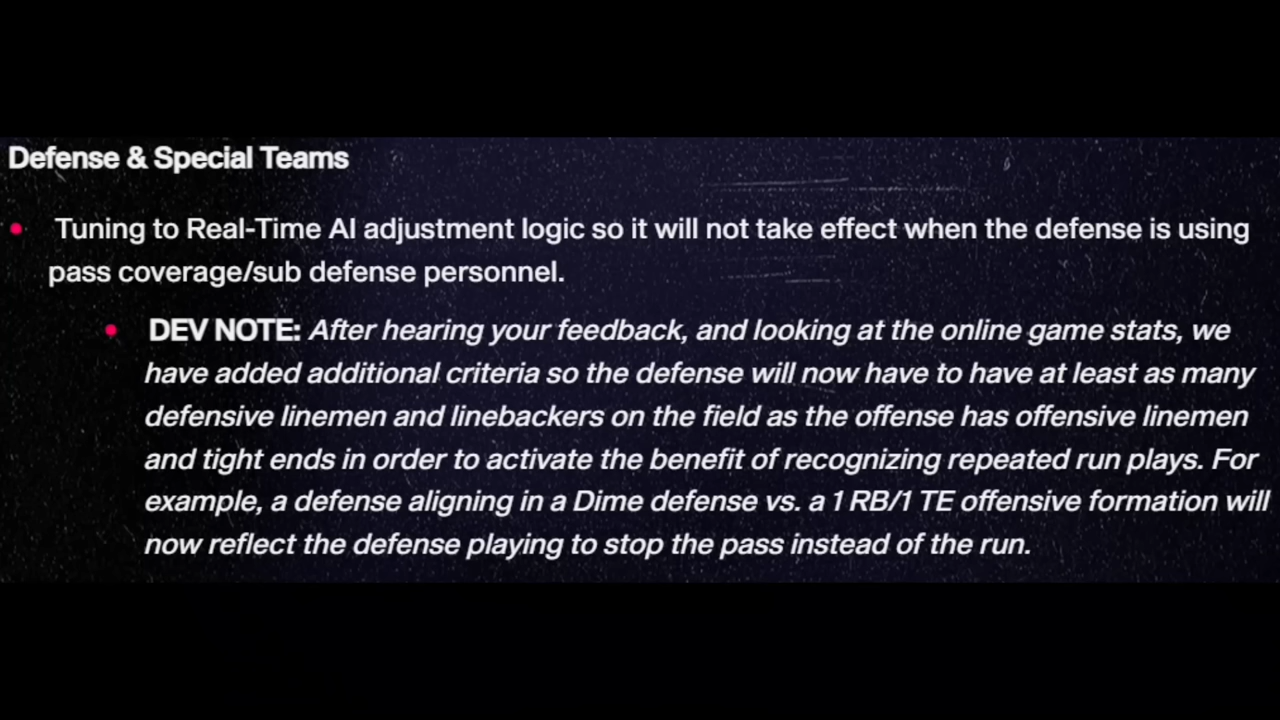 Defense & Special Teams
Tuning to Real-Time AI adjustment logic so it will not take effect when the defense is using
pass coverage/sub defense personnel.
DEV NOTE: After hearing your feedback, and looking at the online game stats, we
have added additional criteria so the defense will now have to have at least as many
defensive linemen and linebackers on the field as the offense has offensive linemen
and tight ends in order to activate the benefit of recognizing repeated run plays. For
example, a defense aligning in a Dime defense vs. a 1 RB/1 TE offensive formation will
now reflect the defense playing to stop the pass instead of the run.